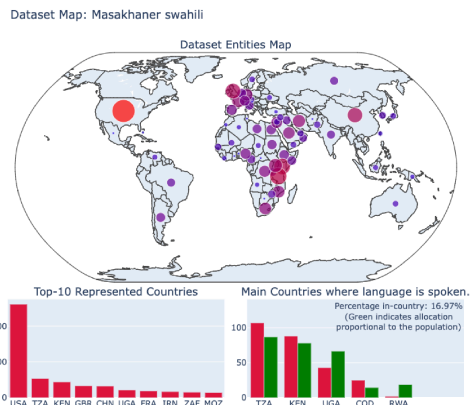 Dataset Map: Masakhaner swahili
Dataset Entities Map
Top-10 Represented Countries
Main Countries where language is spoken.
Percentage in-country: 16.97%
(Green indicates allocation
proportional to the population)
100
50
0
USA TZA KEN GBR CHN UGA FRA IRN ZAF MOZ
TZA KEN UGA COD RWA